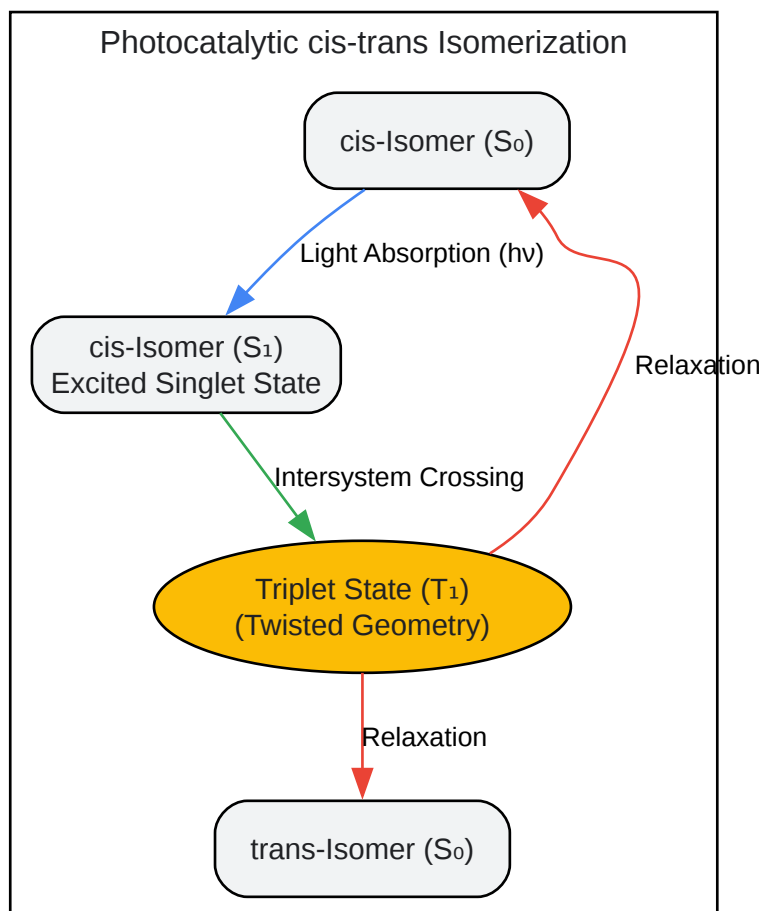 Photocatalytic cis-trans Isomerization
cis-Isomer (S₀)
Light Absorption (hν)
cis-Isomer (S₁)
Excited Singlet State
Relaxation
Intersystem Crossing
Triplet State (T₁)
(Twisted Geometry)
Relaxation
trans-Isomer (S₀)